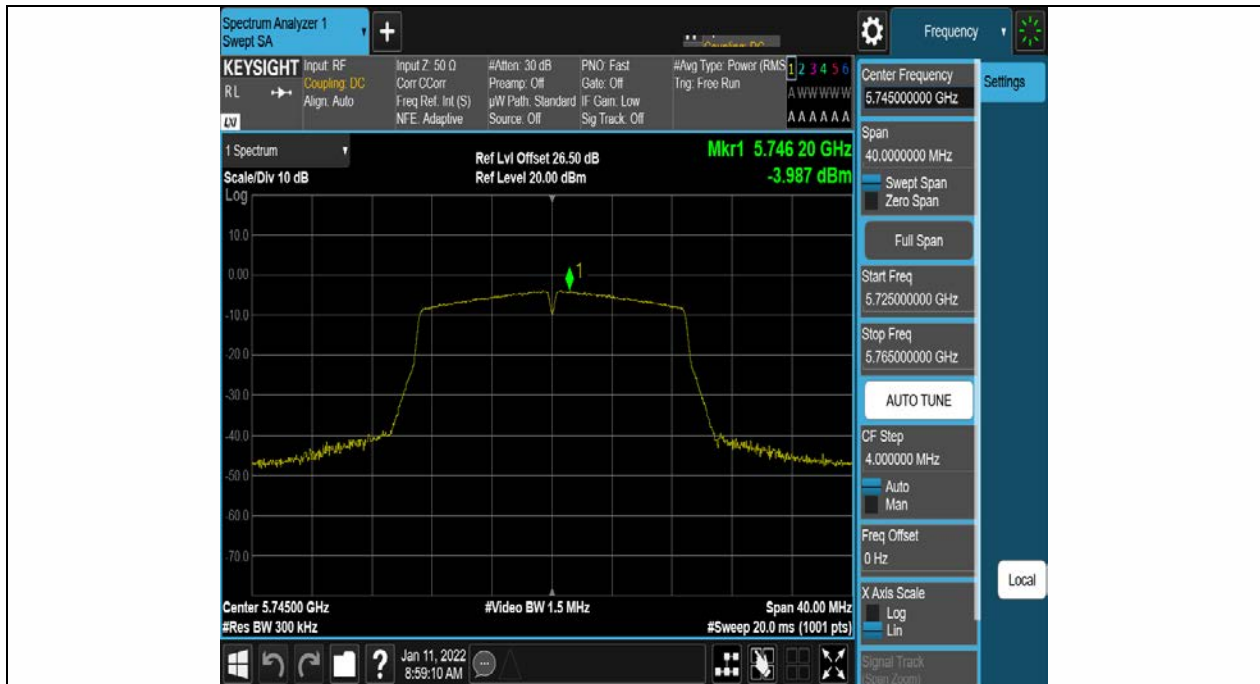 Spectrum Analyzer 1
Swept SA
+
Coupling: DC
Frequency
KEYSIGHT
RL
LXI
Input: RF
Coupling: DC
Align: Auto
Input Z: 50 Ω
Corr CCorr
Freq Ref: Int (S)
NFE: Adaptive
#Atten: 30 dB
Preamp: Off
µW Path: Standard
Source: Off
PNO: Fast
Gate: Off
IF Gain: Low
Sig Track: Off
#Avg Type: Power (RMS
Trig: Free Run
1 2 3 4 5 6
A W W W W W
A A A A A A
1 Spectrum
Scale/Div 10 dB
Log
Ref Lvl Offset 26.50 dB
Ref Level 20.00 dBm
Mkr1 5.746 20 GHz
-3.987 dBm
10.0
0.00
-10.0
-20.0
-30.0
-40.0
-50.0
-60.0
-70.0
1
Center 5.74500 GHz
#Res BW 300 kHz
#Video BW 1.5 MHz
Span 40.00 MHz
#Sweep 20.0 ms (1001 pts)
Center Frequency
5.745000000 GHz
Settings
Span
40.0000000 MHz
Swept Span
Zero Span
Full Span
Start Freq
5.725000000 GHz
Stop Freq
5.765000000 GHz
AUTO TUNE
CF Step
4.000000 MHz
Auto
Man
Freq Offset
0 Hz
X Axis Scale
Log
Lin
Signal Track
(Span Zoom)
Local
?
Jan 11, 2022
8:59:10 AM